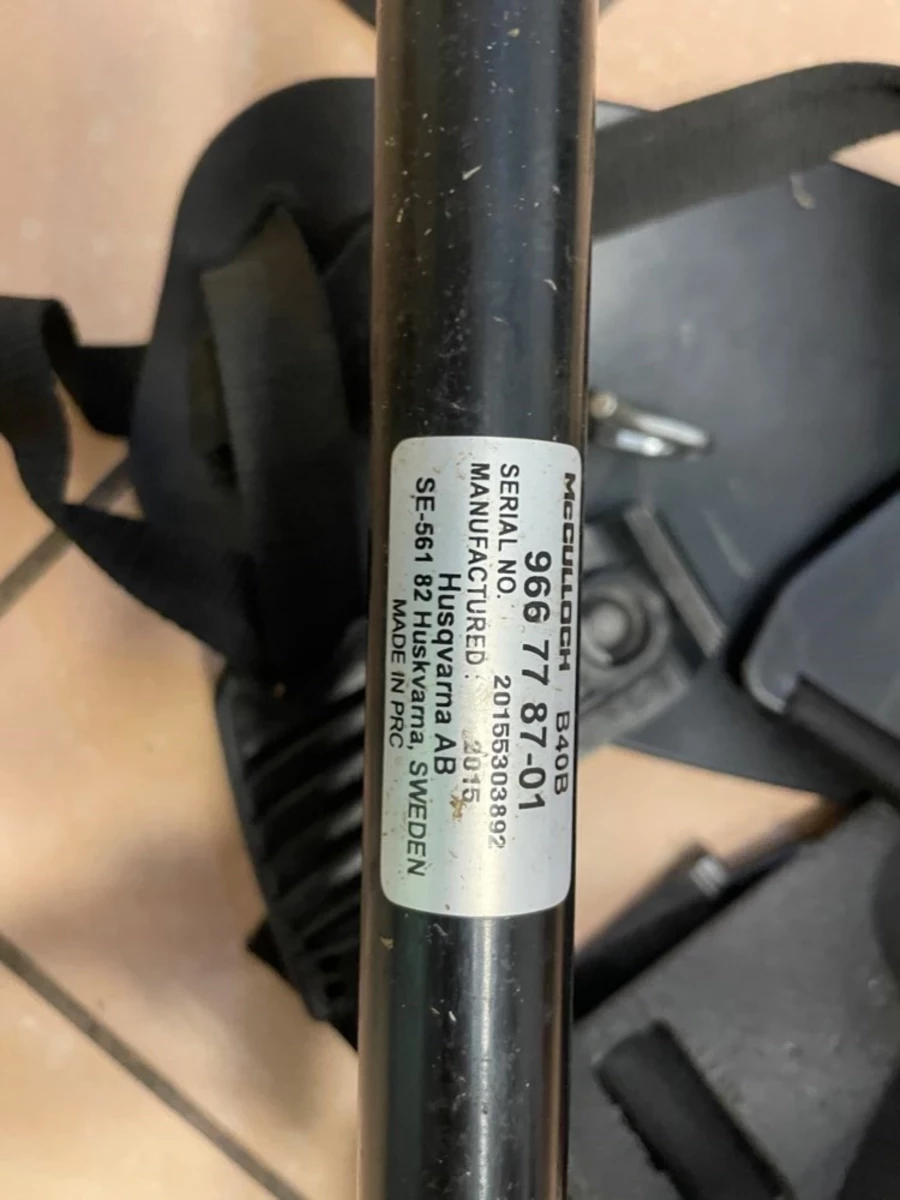 McCULLOCH B40B
966 77 87-01
SERIAL NO. 20155303892
MANUFACTURED: 2015
Husqvarna AB
SE-561 82 Huskvarna, SWEDEN
MADE IN PRC